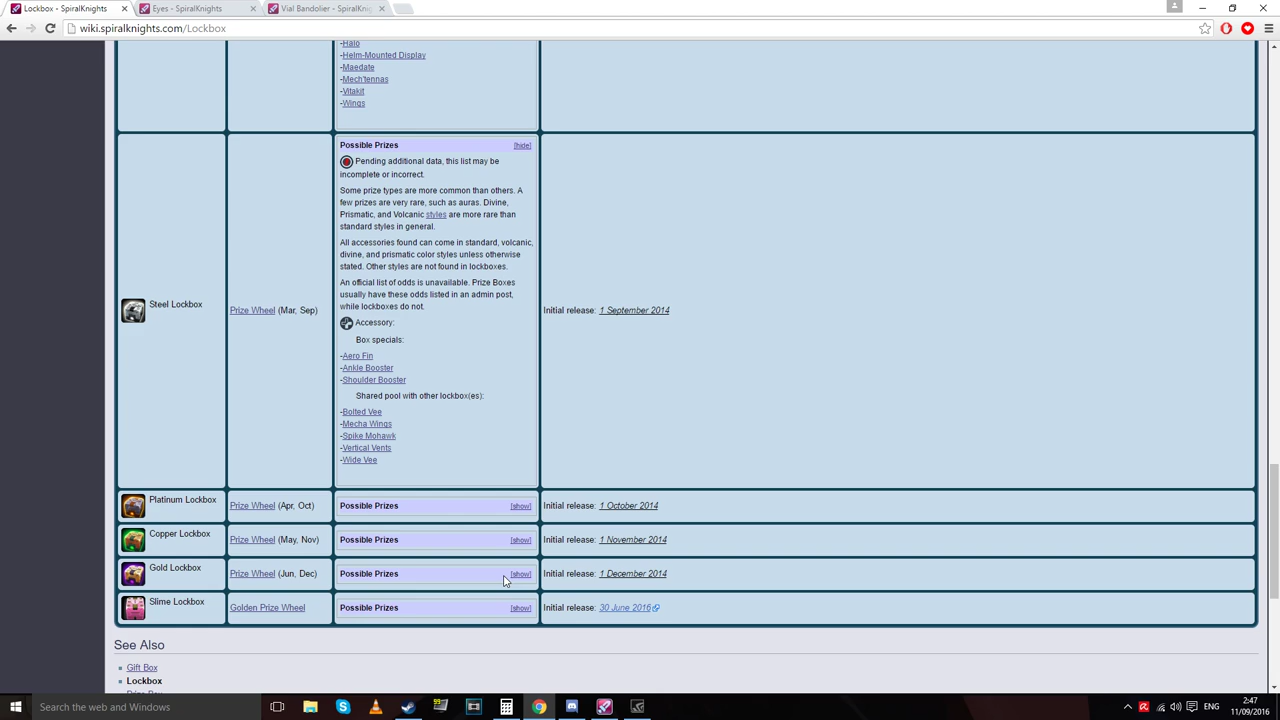 Lockbox - SpiralKnights
Eyes - SpiralKnights
Vial Bandolier - SpiralKnig
wiki.spiralknights.com/Lockbox
-Halo
-Helm-Mounted Display
-Maedate
-Mech'tennas
-Vitakit
-Wings
Steel Lockbox
Prize Wheel (Mar, Sep)
Possible Prizes
[hide]
Pending additional data, this list may be
incomplete or incorrect.
Some prize types are more common than others. A
few prizes are very rare, such as auras. Divine,
Prismatic, and Volcanic styles are more rare than
standard styles in general.
All accessories found can come in standard, volcanic,
divine, and prismatic color styles unless otherwise
stated. Other styles are not found in lockboxes.
An official list of odds is unavailable. Prize Boxes
usually have these odds listed in an admin post,
while lockboxes do not.
Accessory:
Box specials:
-Aero Fin
-Ankle Booster
-Shoulder Booster
Shared pool with other lockbox(es):
-Bolted Vee
-Mecha Wings
-Spike Mohawk
-Vertical Vents
-Wide Vee
Initial release: 1 September 2014
Platinum Lockbox
Prize Wheel (Apr, Oct)
Possible Prizes
[show]
Initial release: 1 October 2014
Copper Lockbox
Prize Wheel (May, Nov)
Possible Prizes
[show]
Initial release: 1 November 2014
Gold Lockbox
Prize Wheel (Jun, Dec)
Possible Prizes
[show]
Initial release: 1 December 2014
Slime Lockbox
Golden Prize Wheel
Possible Prizes
[show]
Initial release: 30 June 2016
See Also
Gift Box
Lockbox
Prize Box
Search the web and Windows
ENG
2:47
11/09/2016